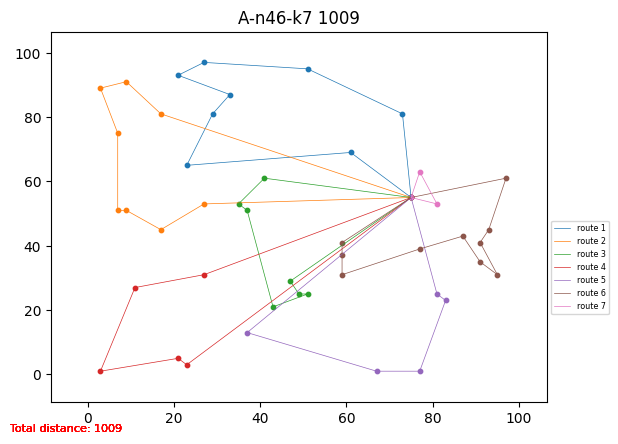 A-n46-k7 1009
100
80
60
40
20
0
0 20 40 60 80 100
route 1
route 2
route 3
route 4
route 5
route 6
route 7
Total distance: 1009